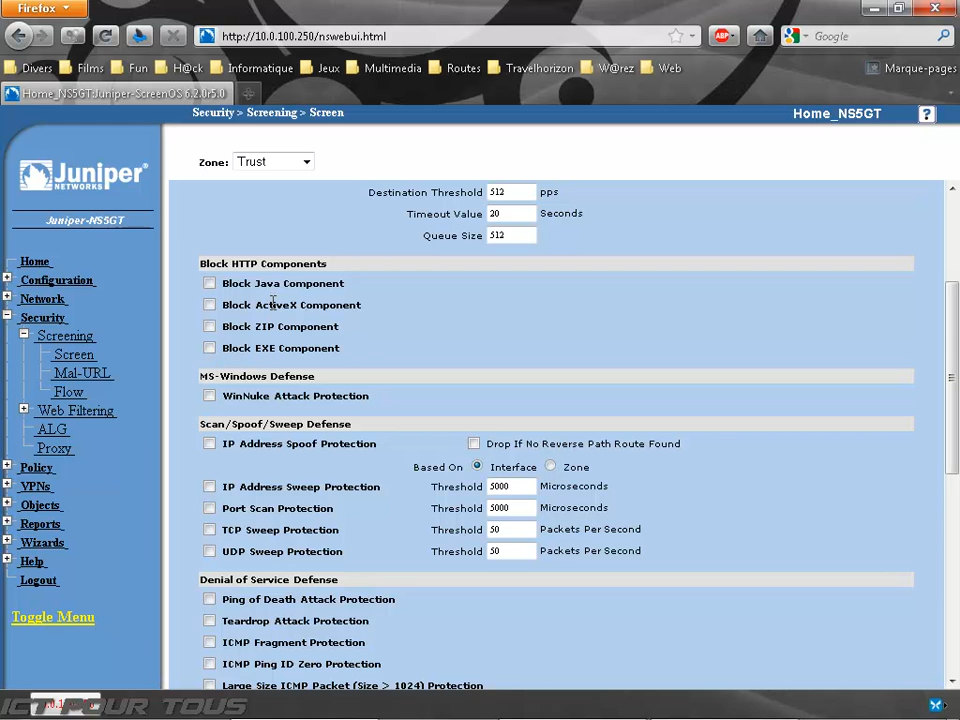 Firefox
http://10.0.100.250/nswebui.html
ABP
Google
Divers
Films
Fun
H@ck
Informatique
Jeux
Multimedia
Routes
Travelhorizon
W@rez
Web
Marque-pages
Home_NS5GT:Juniper-ScreenOS 6.2.0r5.0
Security > Screening > Screen
Home_NS5GT
?
Juniper
NETWORKS
Juniper-NS5GT
Home
Configuration
Network
Security
Screening
Screen
Mal-URL
Flow
Web Filtering
ALG
Proxy
Policy
VPNs
Objects
Reports
Wizards
Help
Logout
Toggle Menu
Zone: Trust
Destination Threshold 512 pps
Timeout Value 20 Seconds
Queue Size 512
Block HTTP Components
Block Java Component
Block ActiveX Component
Block ZIP Component
Block EXE Component
MS-Windows Defense
WinNuke Attack Protection
Scan/Spoof/Sweep Defense
IP Address Spoof Protection Drop If No Reverse Path Route Found
Based On Interface Zone
IP Address Sweep Protection Threshold 5000 Microseconds
Port Scan Protection Threshold 5000 Microseconds
TCP Sweep Protection Threshold 50 Packets Per Second
UDP Sweep Protection Threshold 50 Packets Per Second
Denial of Service Defense
Ping of Death Attack Protection
Teardrop Attack Protection
ICMP Fragment Protection
ICMP Ping ID Zero Protection
Large Size ICMP Packet (Size > 1024) Protection
ICT POUR TOUS